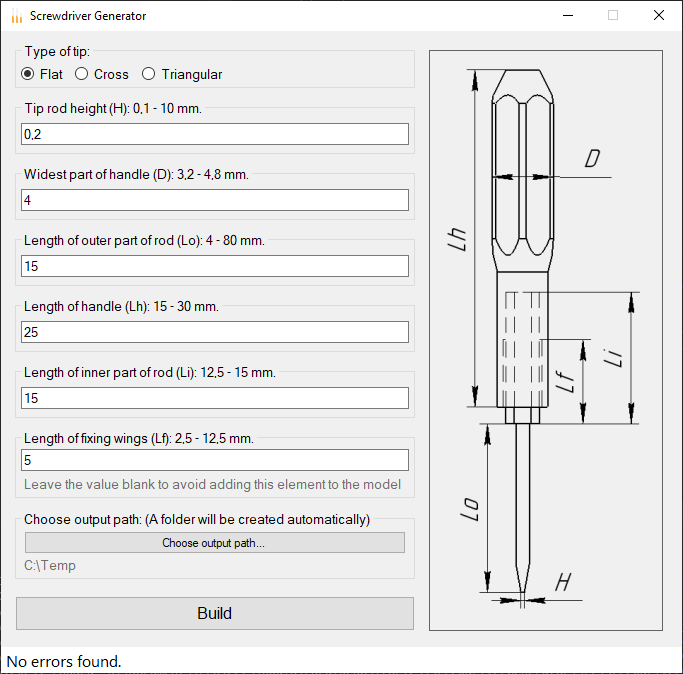 Screwdriver Generator
Type of tip:
Flat Cross Triangular
Tip rod height (H): 0,1 - 10 mm.
0,2
Widest part of handle (D): 3,2 - 4,8 mm.
4
Length of outer part of rod (Lo): 4 - 80 mm.
15
Length of handle (Lh): 15 - 30 mm.
25
Length of inner part of rod (Li): 12,5 - 15 mm.
15
Length of fixing wings (Lf): 2,5 - 12,5 mm.
5
Leave the value blank to avoid adding this element to the model
Choose output path: (A folder will be created automatically)
Choose output path...
C:\Temp
Build
D
Lh
Li
Lf
Lo
H
No errors found.